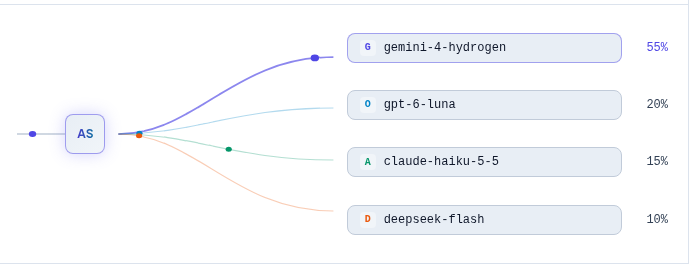 G gemini-4-hydrogen 55%
O gpt-6-luna 20%
AS
A claude-haiku-5-5 15%
D deepseek-flash 10%